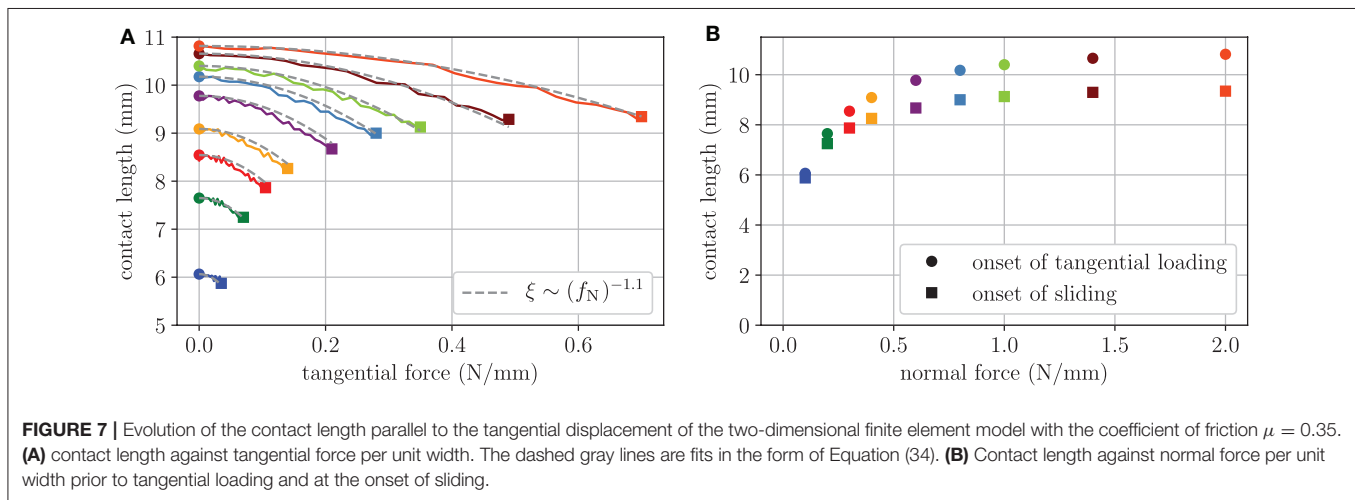 A
B
11
10
9
8
7
6
5
contact length (mm)
ξ ∼ (f_N)^{−1.1}
0.0 0.2 0.4 0.6
tangential force (N/mm)
10
8
6
4
2
0
contact length (mm)
onset of tangential loading
onset of sliding
0.0 0.5 1.0 1.5 2.0
normal force (N/mm)
FIGURE 7 | Evolution of the contact length parallel to the tangential displacement of the two-dimensional finite element model with the coefficient of friction μ = 0.35.
(A) contact length against tangential force per unit width. The dashed gray lines are fits in the form of Equation (34). (B) Contact length against normal force per unit
width prior to tangential loading and at the onset of sliding.